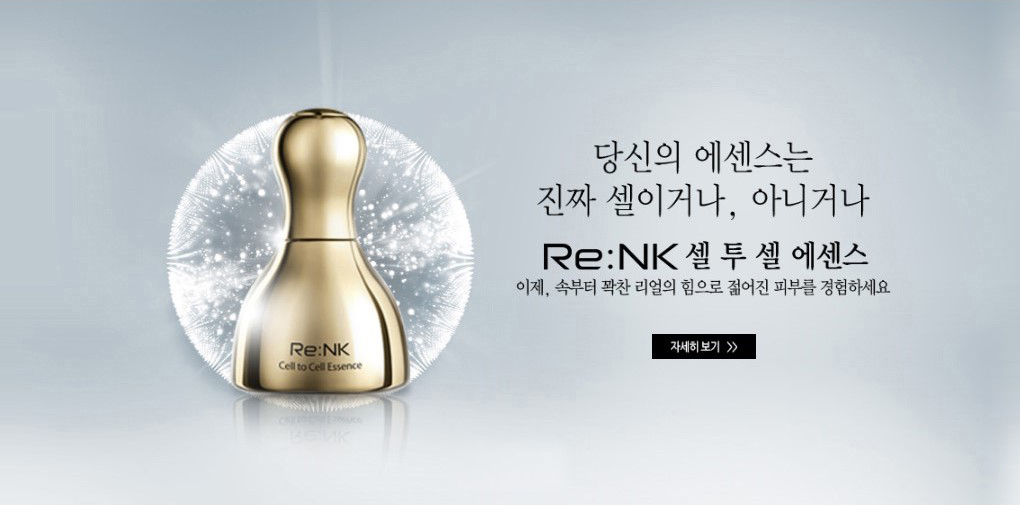 당신의 에센스는
진짜 셀이거나, 아니거나
Re:NK 셀 투 셀 에센스
이제, 속부터 꽉찬 리얼의 힘으로 젊어진 피부를 경험하세요
자세히 보기 >>
Re:NK
Cell to Cell Essence